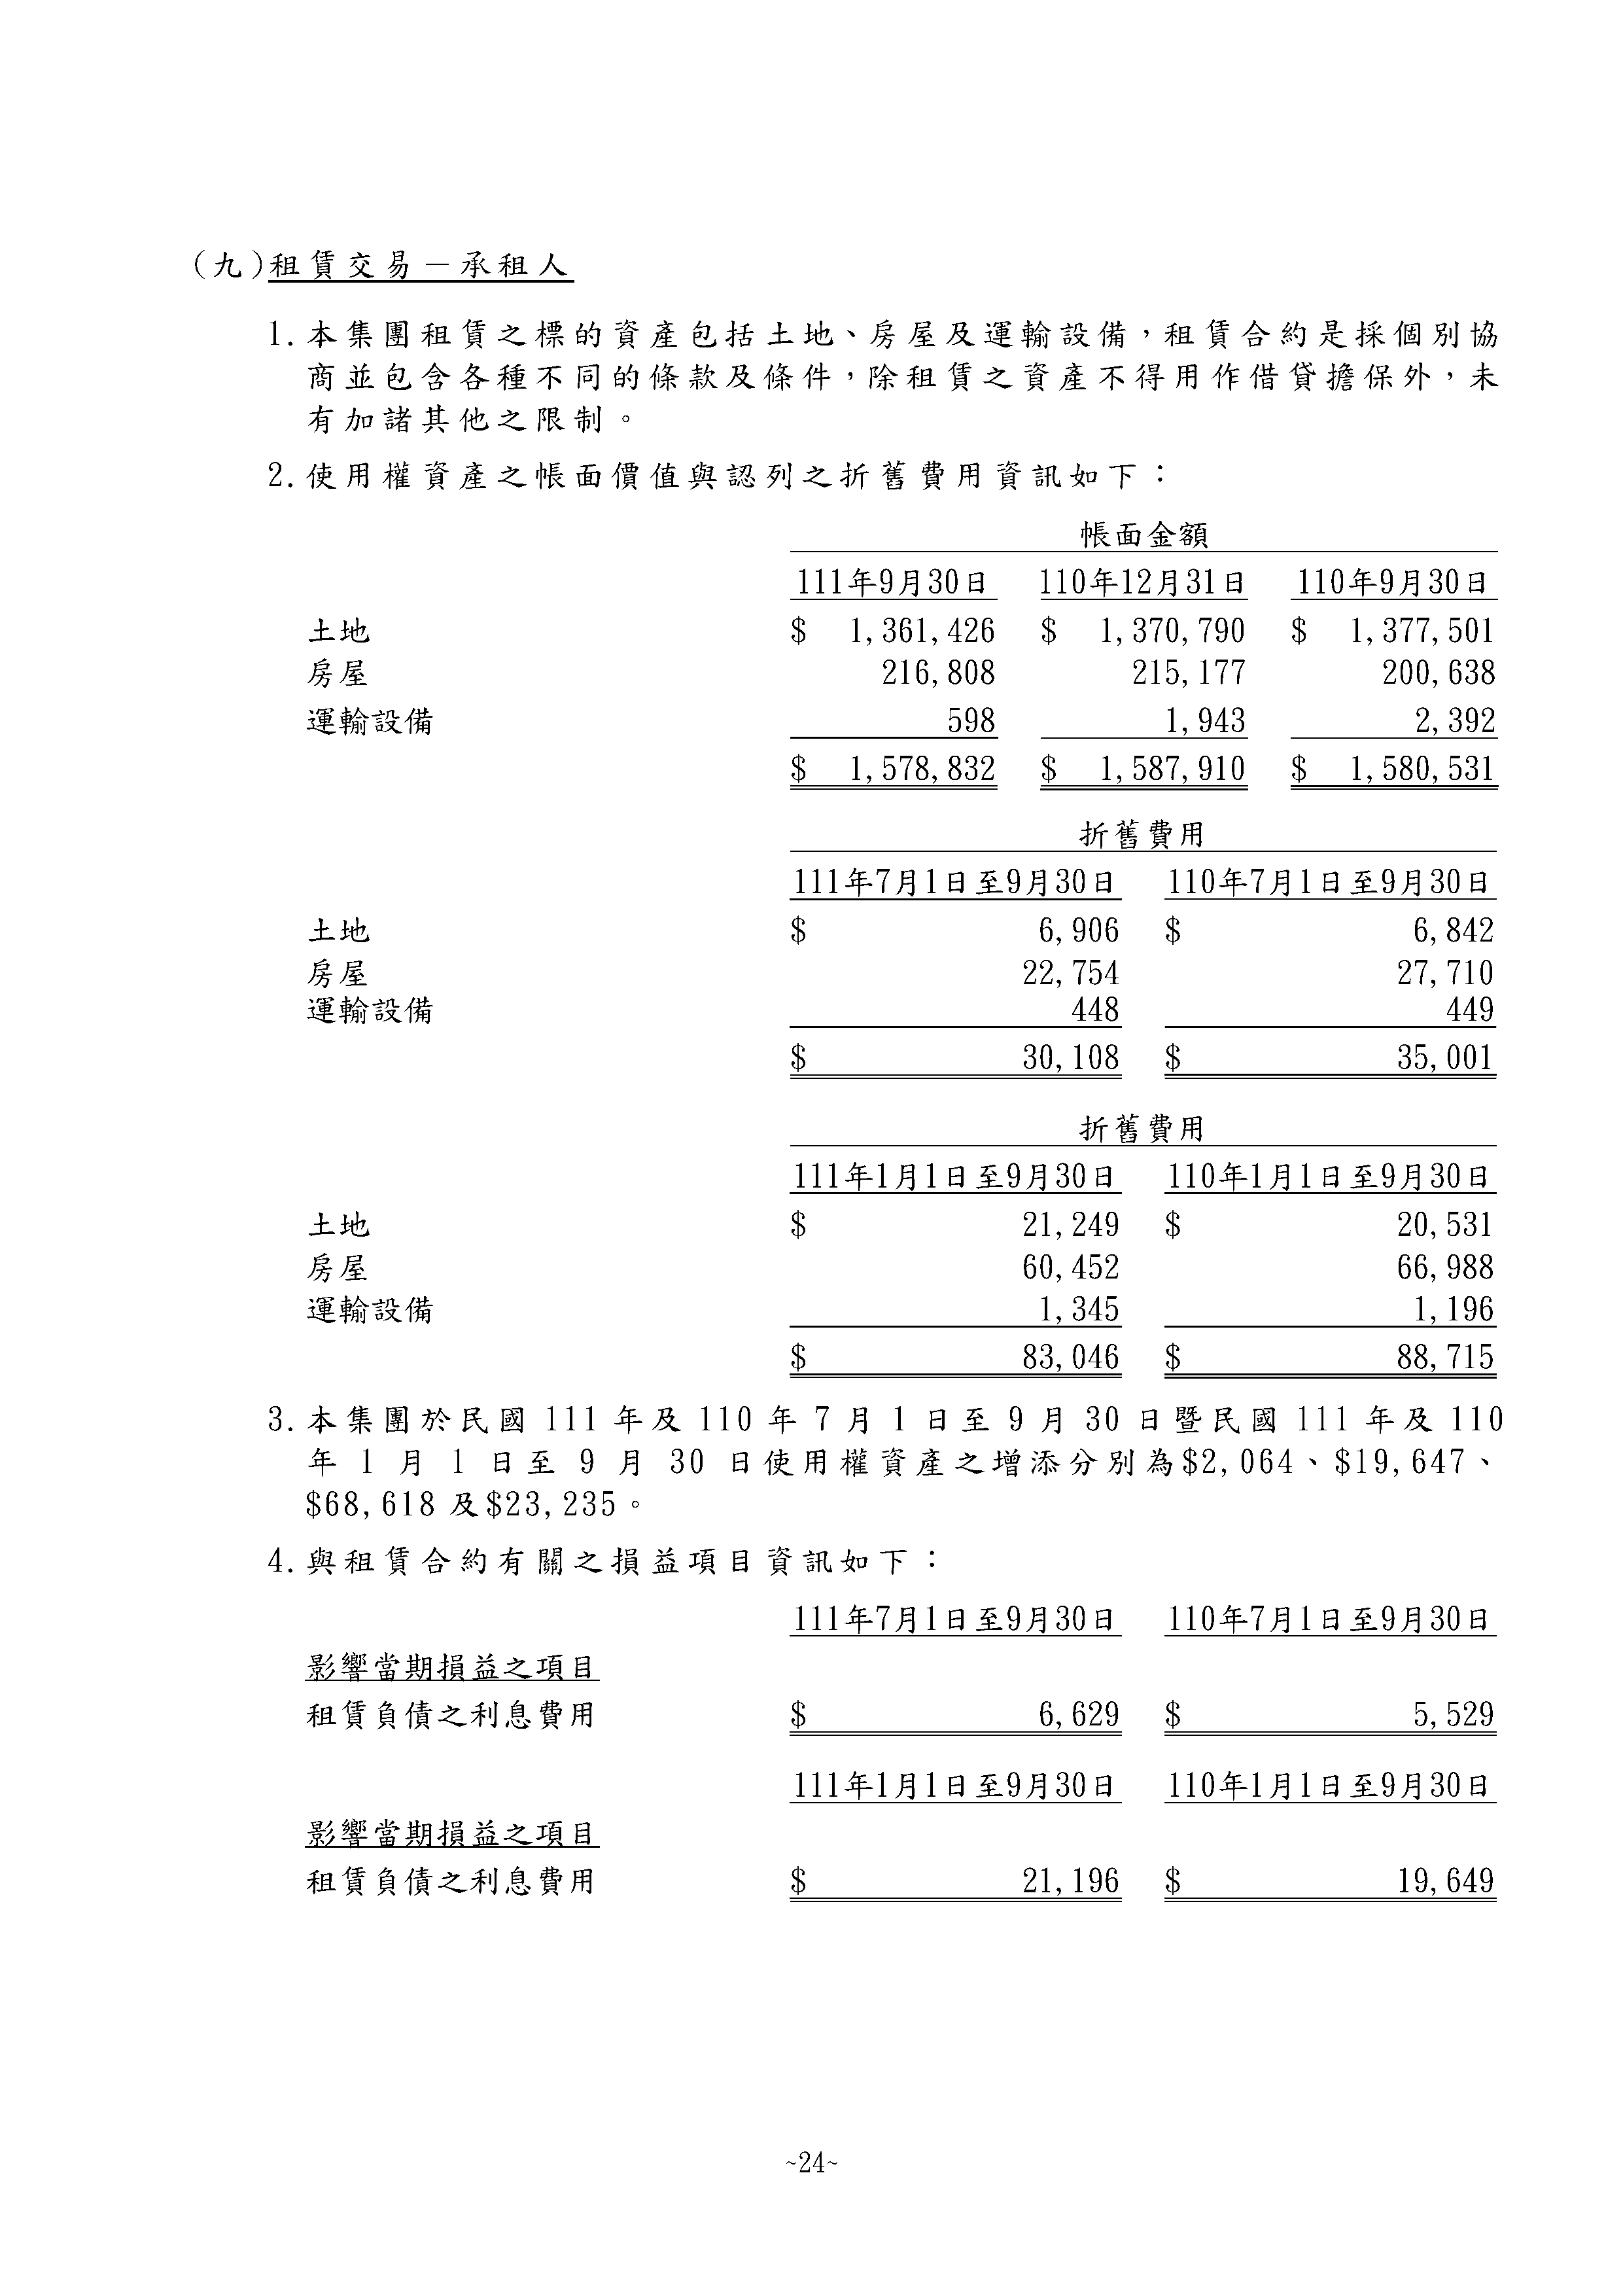 (九)租賃交易－承租人
1.本集團租賃之標的資產包括土地、房屋及運輸設備，租賃合約是採個別協
商並包含各種不同的條款及條件，除租賃之資產不得用作借貸擔保外，未
有加諸其他之限制。
2.使用權資產之帳面價值與認列之折舊費用資訊如下：
帳面金額
111年9月30日 110年12月31日 110年9月30日
土地 $ 1,361,426 $ 1,370,790 $ 1,377,501
房屋 216,808 215,177 200,638
運輸設備 598 1,943 2,392
$ 1,578,832 $ 1,587,910 $ 1,580,531
折舊費用
111年7月1日至9月30日 110年7月1日至9月30日
土地 $ 6,906 $ 6,842
房屋 22,754 27,710
運輸設備 448 449
$ 30,108 $ 35,001
折舊費用
111年1月1日至9月30日 110年1月1日至9月30日
土地 $ 21,249 $ 20,531
房屋 60,452 66,988
運輸設備 1,345 1,196
$ 83,046 $ 88,715
3.本集團於民國 111 年及 110 年 7 月 1 日至 9 月 30 日暨民國 111 年及 110
年 1 月 1 日至 9 月 30 日使用權資產之增添分別為$2,064、$19,647、
$68,618 及$23,235。
4.與租賃合約有關之損益項目資訊如下：
111年7月1日至9月30日 110年7月1日至9月30日
影響當期損益之項目
租賃負債之利息費用 $ 6,629 $ 5,529
111年1月1日至9月30日 110年1月1日至9月30日
影響當期損益之項目
租賃負債之利息費用 $ 21,196 $ 19,649
~24~